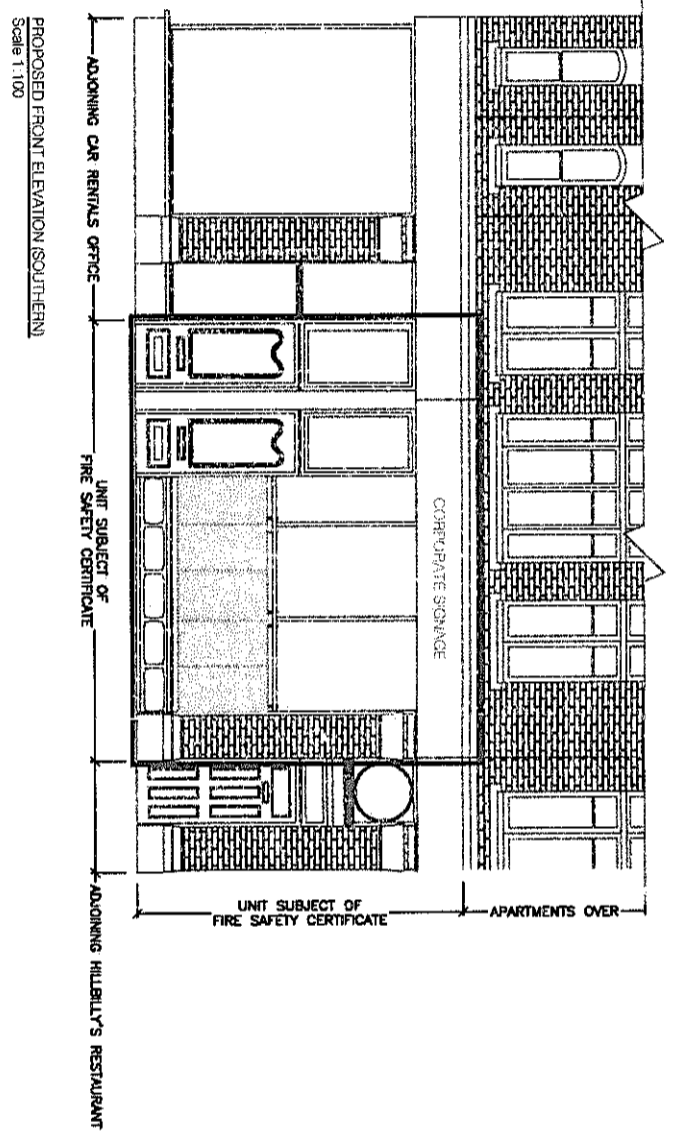 CORPORATE SIGNAGE
APARTMENTS OVER
UNIT SUBJECT OF
FIRE SAFETY CERTIFICATE
ADJOINING CAR RENTALS OFFICE
UNIT SUBJECT OF
FIRE SAFETY CERTIFICATE
ADJOINING HILLBILLY'S RESTAURANT
PROPOSED FRONT ELEVATION (SOUTHERN)
Scale 1:100